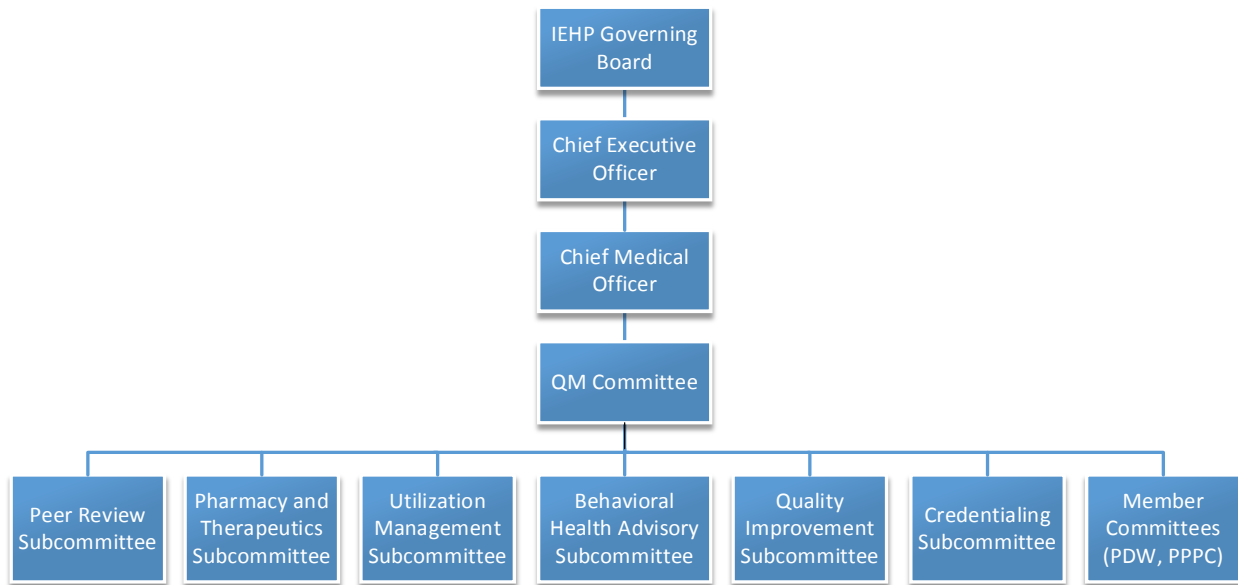 IEHP Governing
Board
Chief Executive
Officer
Chief Medical
Officer
QM Committee
Peer Review
Subcommittee
Pharmacy and
Therapeutics
Subcommittee
Utilization
Management
Subcommittee
Behavioral
Health Advisory
Subcommittee
Quality
Improvement
Subcommittee
Credentialing
Subcommittee
Member
Committees
(PDW, PPPC)